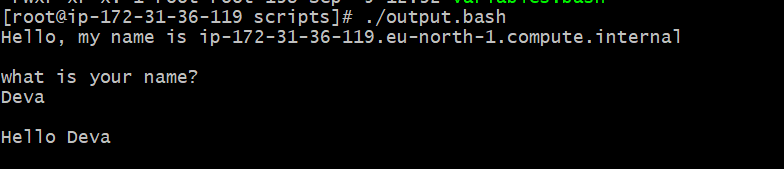 [root@ip-172-31-36-119 scripts]# ./output.bash
Hello, my name is ip-172-31-36-119.eu-north-1.compute.internal
what is your name?
Deva
Hello Deva